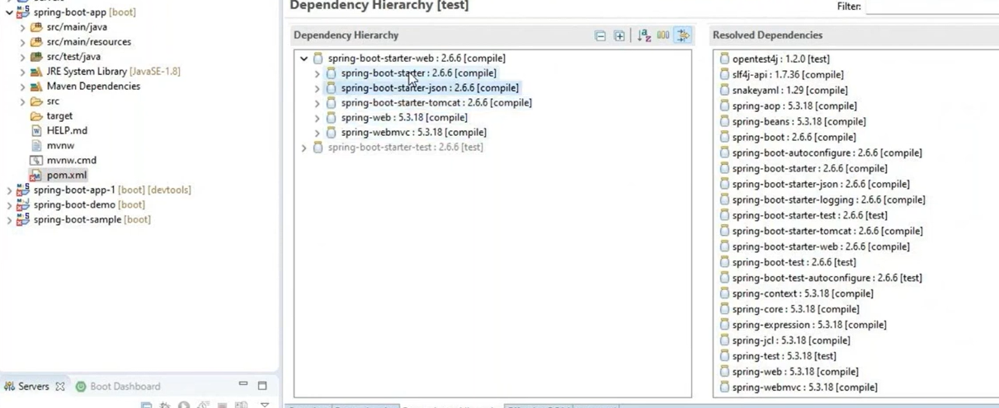 spring-boot-app [boot]
src/main/java
src/main/resources
src/test/java
JRE System Library [JavaSE-1.8]
Maven Dependencies
src
target
HELP.md
mvnw
mvnw.cmd
pom.xml
spring-boot-app-1 [boot] [devtools]
spring-boot-demo [boot]
spring-boot-sample [boot]
Servers
Boot Dashboard
Dependency Hierarchy [test]
Filter:
Dependency Hierarchy
spring-boot-starter-web : 2.6.6 [compile]
spring-boot-starter : 2.6.6 [compile]
spring-boot-starter-json : 2.6.6 [compile]
spring-boot-starter-tomcat : 2.6.6 [compile]
spring-web : 5.3.18 [compile]
spring-webmvc : 5.3.18 [compile]
spring-boot-starter-test : 2.6.6 [test]
Resolved Dependencies
opentest4j : 1.2.0 [test]
slf4j-api : 1.7.36 [compile]
snakeyaml : 1.29 [compile]
spring-aop : 5.3.18 [compile]
spring-beans : 5.3.18 [compile]
spring-boot : 2.6.6 [compile]
spring-boot-autoconfigure : 2.6.6 [compile]
spring-boot-starter : 2.6.6 [compile]
spring-boot-starter-json : 2.6.6 [compile]
spring-boot-starter-logging : 2.6.6 [compile]
spring-boot-starter-test : 2.6.6 [test]
spring-boot-starter-tomcat : 2.6.6 [compile]
spring-boot-starter-web : 2.6.6 [compile]
spring-boot-test : 2.6.6 [test]
spring-boot-test-autoconfigure : 2.6.6 [test]
spring-context : 5.3.18 [compile]
spring-core : 5.3.18 [compile]
spring-expression : 5.3.18 [compile]
spring-jcl : 5.3.18 [compile]
spring-test : 5.3.18 [test]
spring-web : 5.3.18 [compile]
spring-webmvc : 5.3.18 [compile]